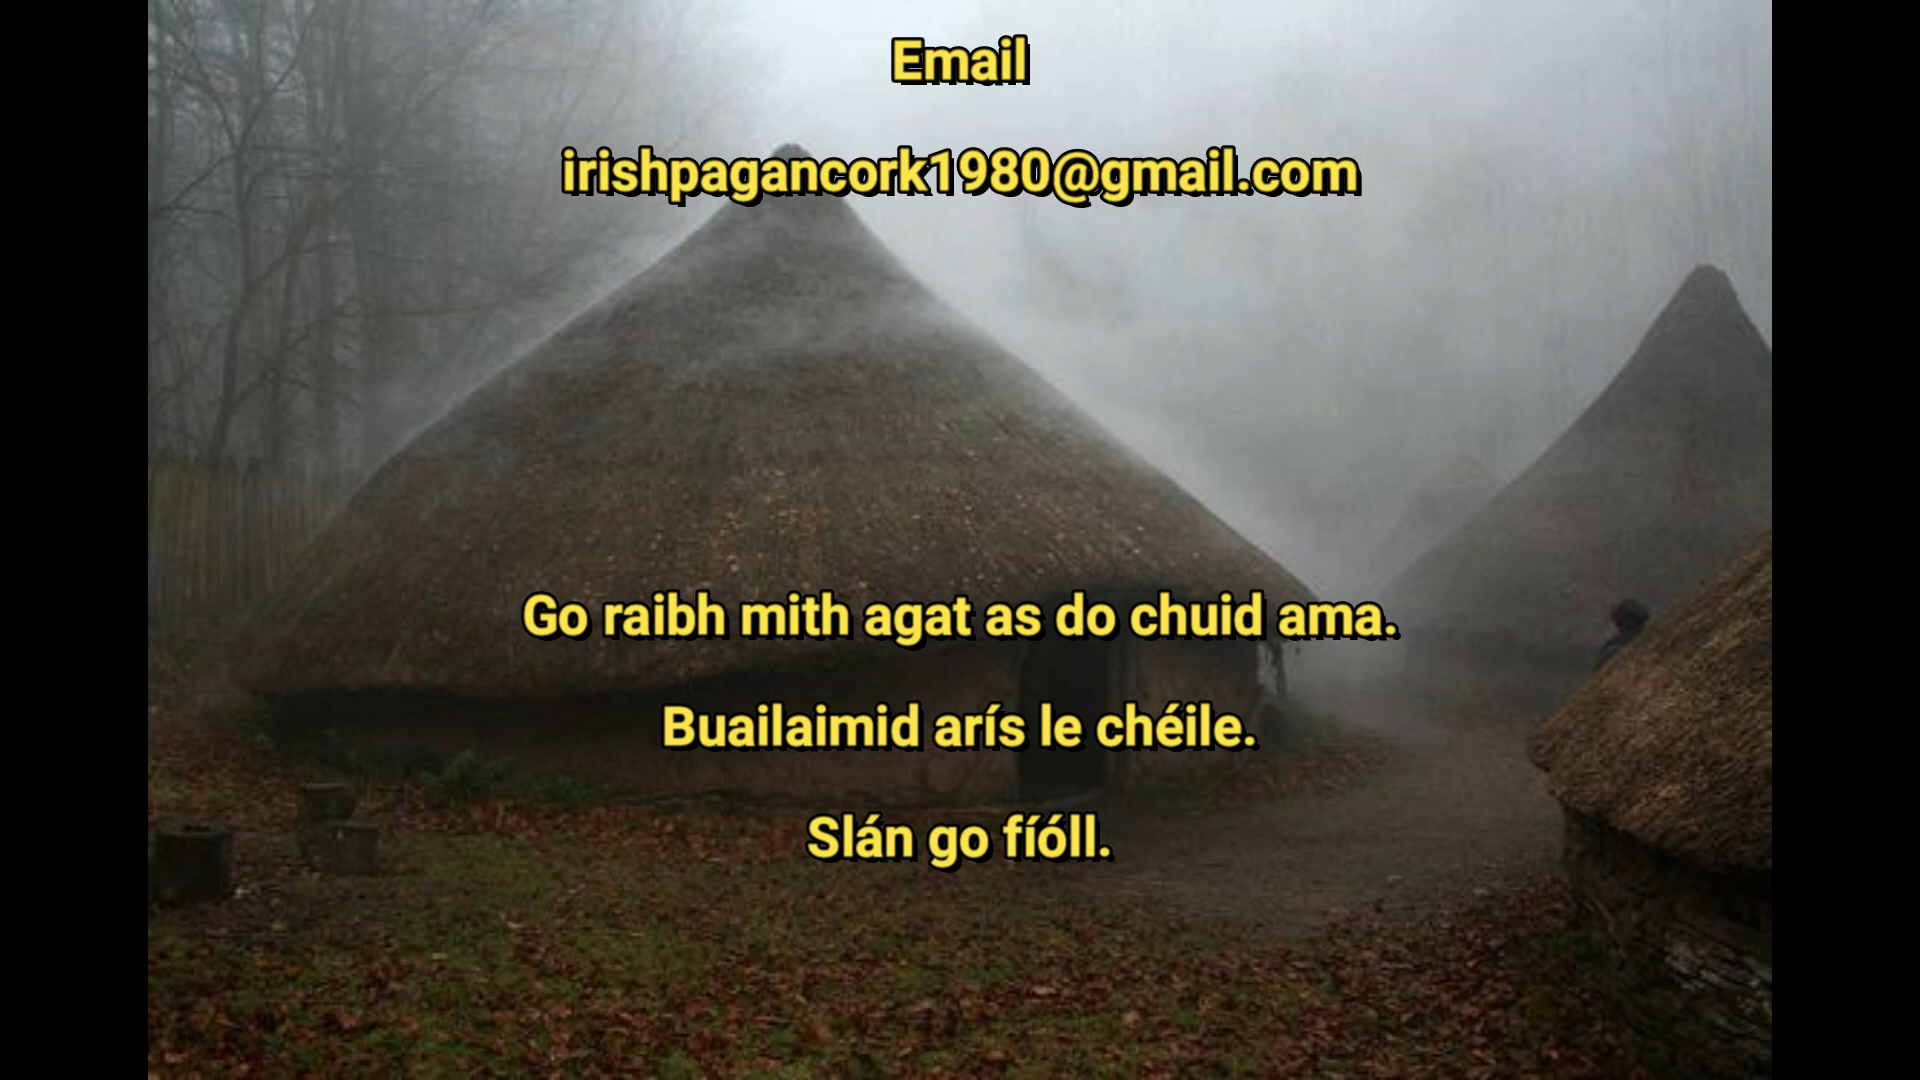 Email
irishpagancork1980@gmail.com
Go raibh mith agat as do chuid ama.
Buailaimid arís le chéile.
Slán go fíóll.